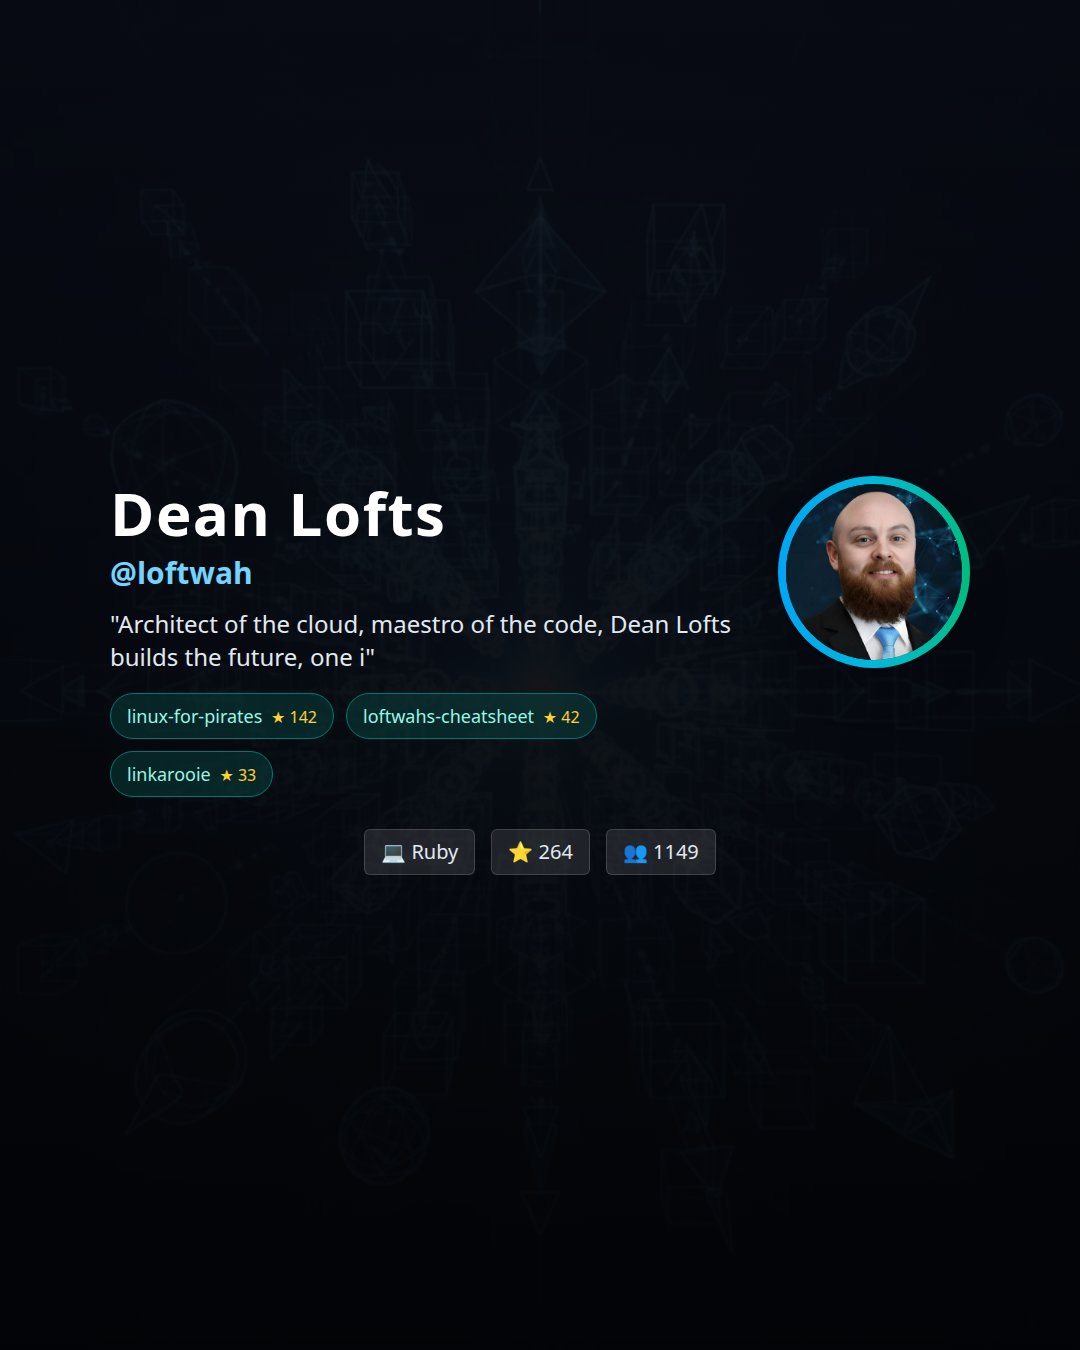 Dean Lofts
@loftwah
"Architect of the cloud, maestro of the code, Dean Lofts
builds the future, one i"
linux-for-pirates ★ 142 loftwahs-cheatsheet ★ 42
linkarooie ★ 33
💻 Ruby ⭐ 264 👥 1149